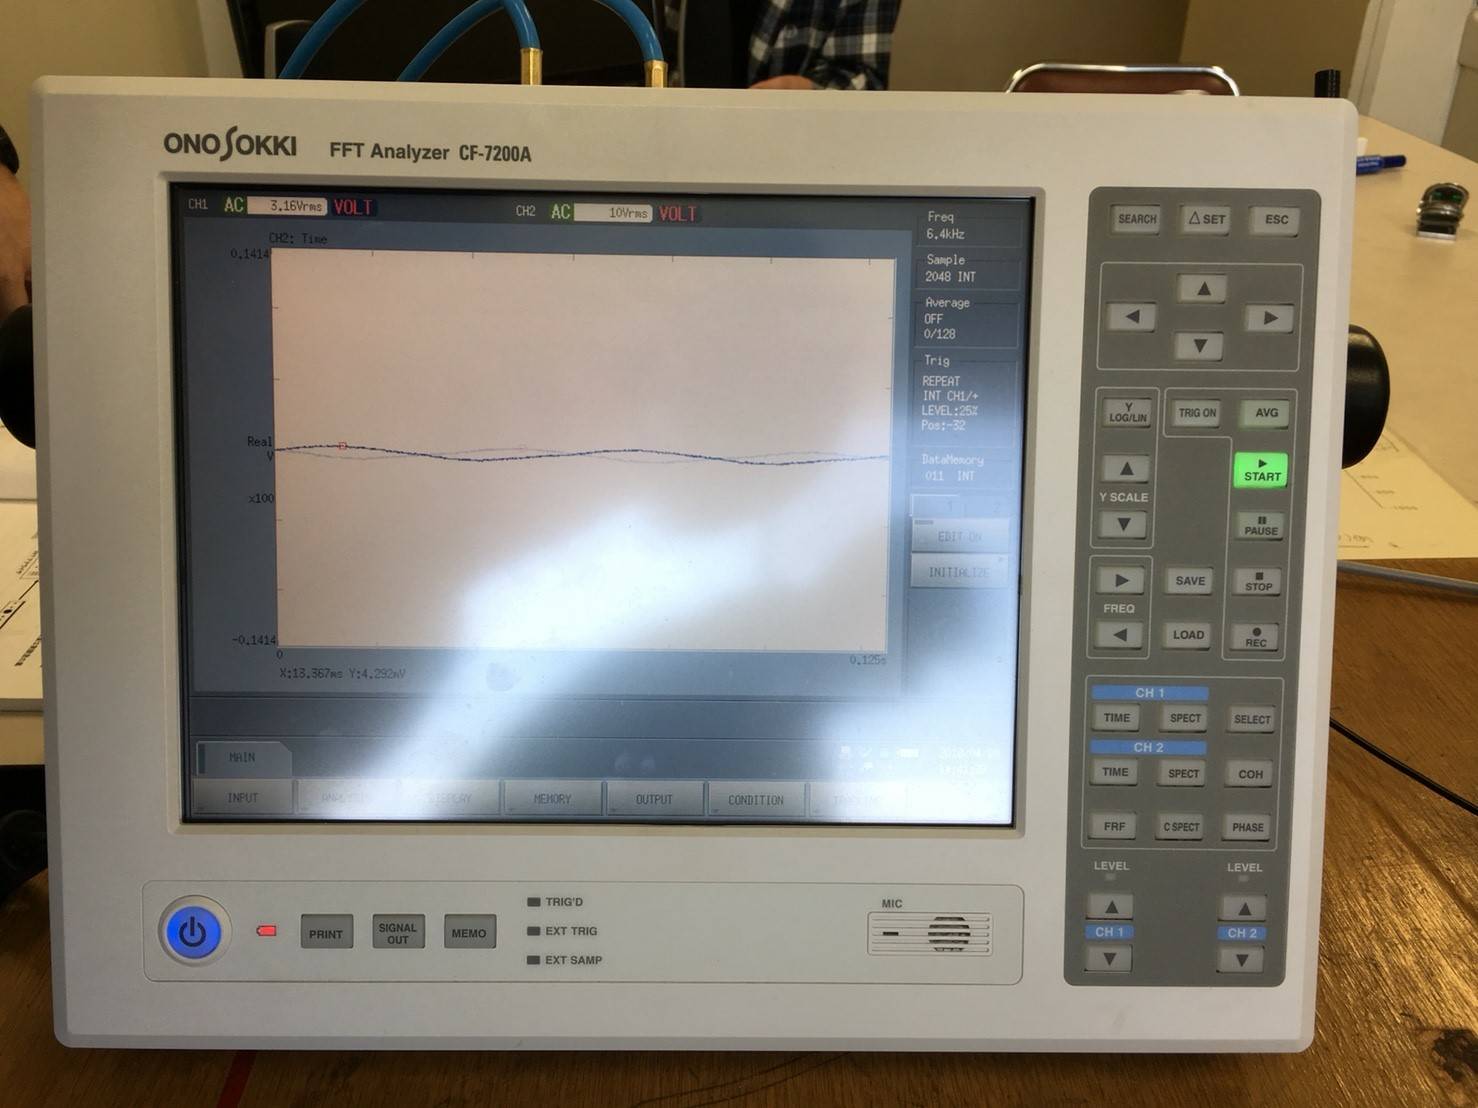 ONO SOKKI FFT Analyzer CF-7200A
CH1 AC 3.16Vrms VOLT CH2 AC 10Vrms VOLT
CH2: Time
0.1414
Real
V
x100
-0.1414
0 0.125s
X:13.367ms Y:4.292mV
Freq
6.4kHz
Sample
2048 INT
Average
OFF
0/128
Trig
REPEAT
INT CH1/+
LEVEL:25%
Pos:-32
DataMemory
011 INT
1 2
EDIT ON
INITIALIZE
MAIN
INPUT MEMORY OUTPUT CONDITION
SEARCH △SET ESC
Y
LOG/LIN
TRIG ON AVG
START
Y SCALE
PAUSE
SAVE STOP
FREQ
LOAD REC
CH 1
TIME SPECT SELECT
CH 2
TIME SPECT COH
FRF C SPECT PHASE
LEVEL LEVEL
CH 1 CH 2
PRINT
SIGNAL
OUT
MEMO
TRIG'D
EXT TRIG
EXT SAMP
MIC